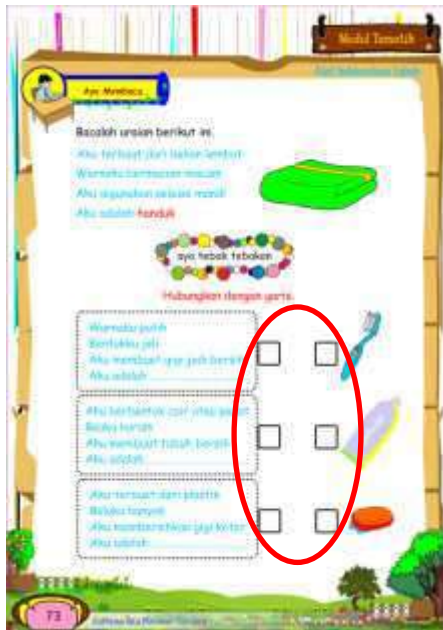 Modul Tematik
Ayo Membaca
Bacalah uraian berikut ini.
Aku terbuat dari bahan lembut
Warnaku bermacam macam
Aku digunakan selesai mandi
Aku adalah handuk
ayo tebak tebakan
Hubungkan dengan garis.
Warnaku putih
Bentukku jeli
Aku membuat gigi jadi bersih
Aku adalah
Aku berbentuk cair atau padat
Bauku harum
Aku membuat tubuh bersih
Aku adalah
Aku terbuat dari plastik
Buluku banyak
Aku membersihkan gigi kotor
Aku adalah
73